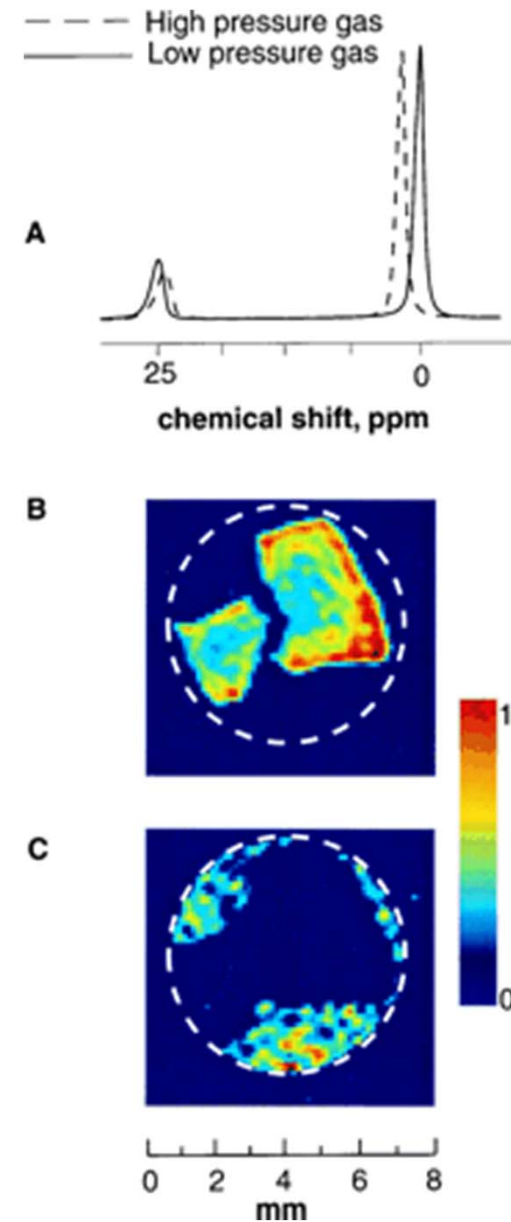 High pressure gas
Low pressure gas
A
25 0
chemical shift, ppm
B
1
0
C
0 2 4 6 8
mm